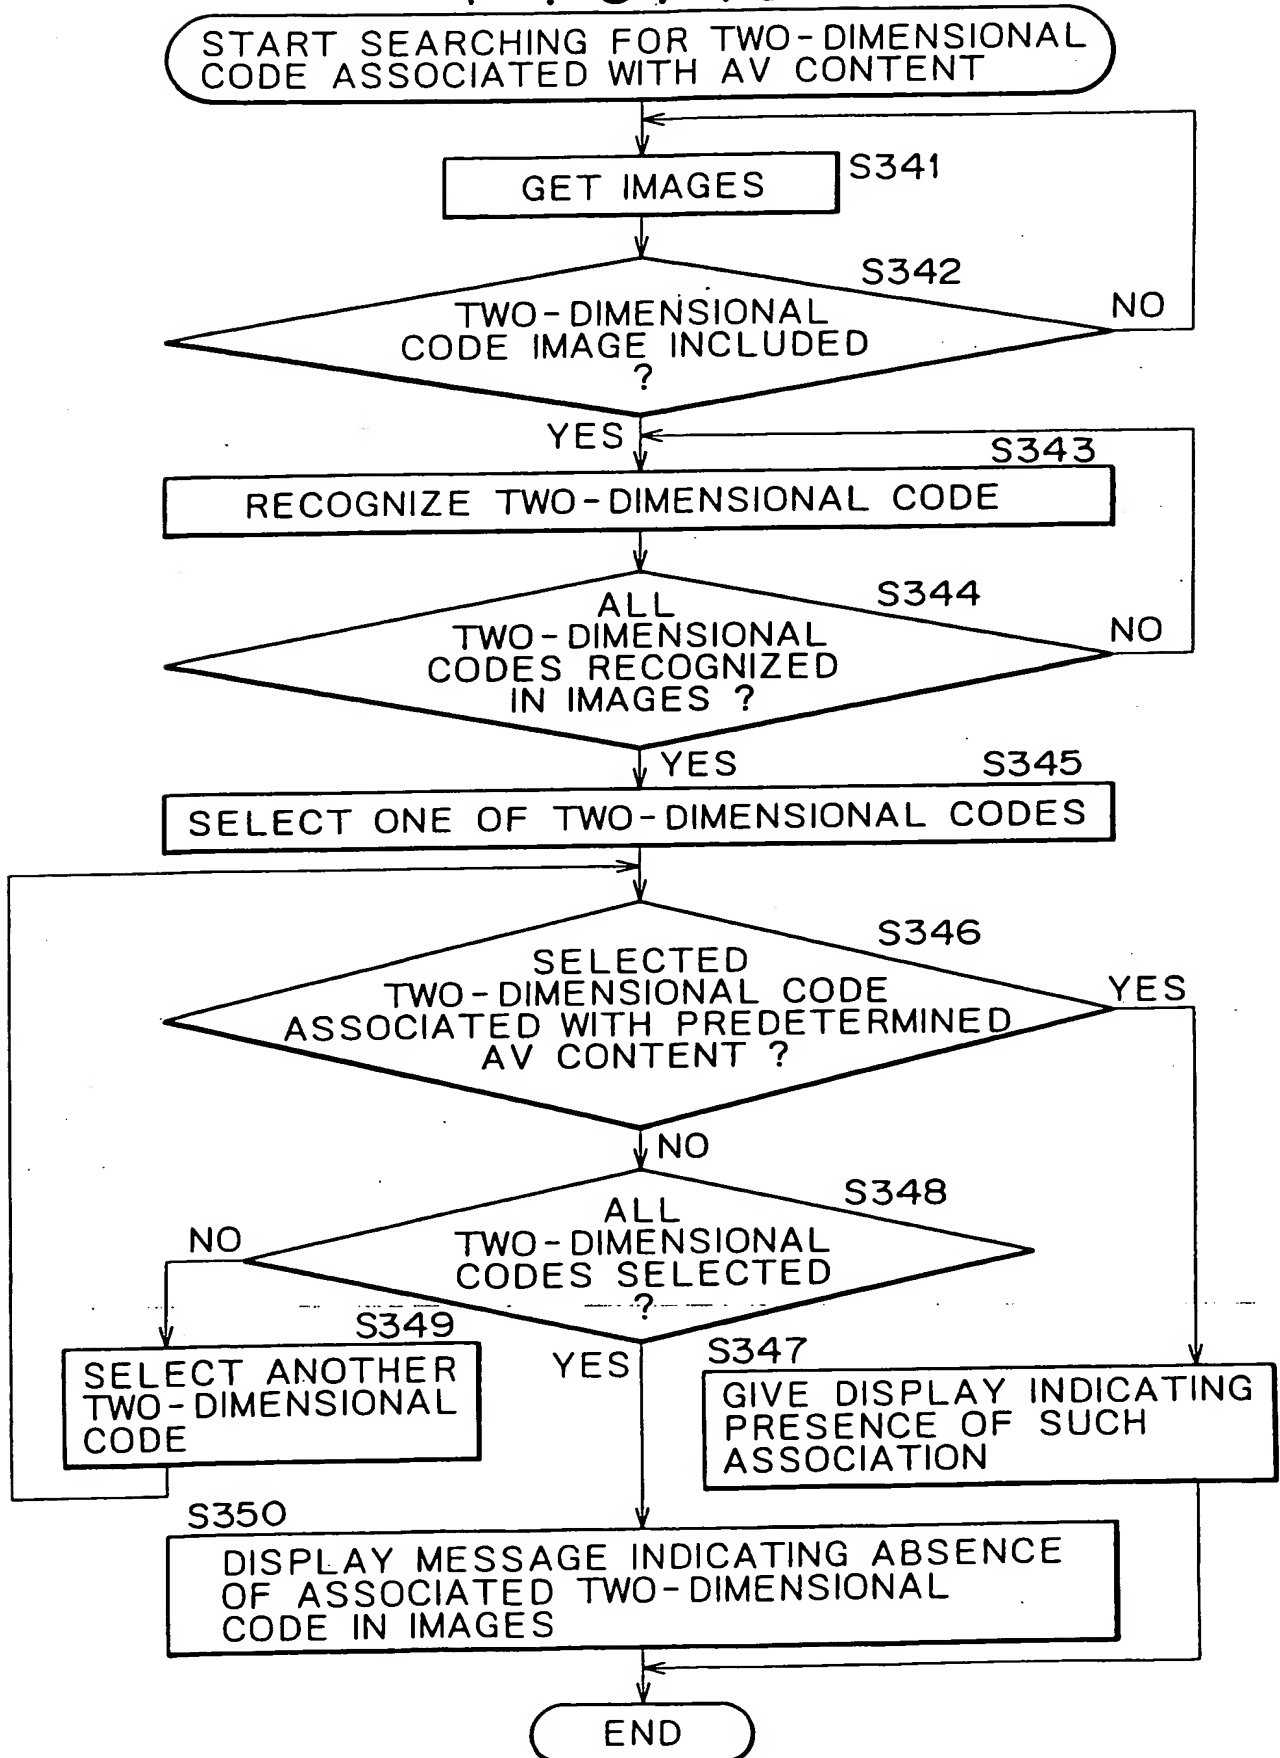 START SEARCHING FOR TWO-DIMENSIONAL
CODE ASSOCIATED WITH AV CONTENT
GET IMAGES
S341
S342
TWO-DIMENSIONAL
CODE IMAGE INCLUDED
?
NO
YES
S343
RECOGNIZE TWO-DIMENSIONAL CODE
S344
ALL
TWO-DIMENSIONAL
CODES RECOGNIZED
IN IMAGES ?
NO
YES
S345
SELECT ONE OF TWO-DIMENSIONAL CODES
S346
SELECTED
TWO-DIMENSIONAL CODE
ASSOCIATED WITH PREDETERMINED
AV CONTENT ?
YES
NO
S348
ALL
TWO-DIMENSIONAL
CODES SELECTED
?
NO
YES
S349
SELECT ANOTHER
TWO-DIMENSIONAL
CODE
S347
GIVE DISPLAY INDICATING
PRESENCE OF SUCH
ASSOCIATION
S350
DISPLAY MESSAGE INDICATING ABSENCE
OF ASSOCIATED TWO-DIMENSIONAL
CODE IN IMAGES
END